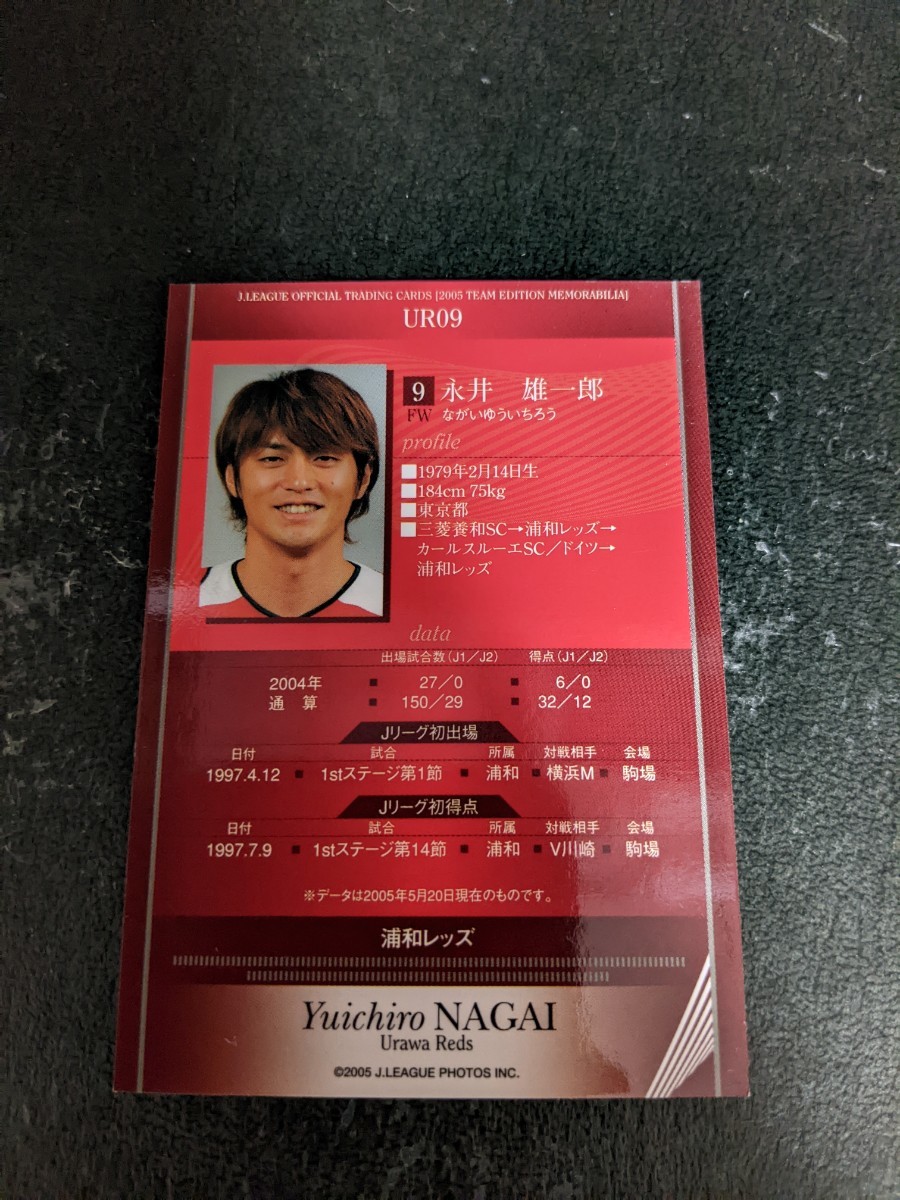 J.LEAGUE OFFICIAL TRADING CARDS [2005 TEAM EDITION MEMORABILIA]
UR09
9 永井 雄一郎
FW ながいゆういちろう
profile
■1979年2月14日生
■184cm 75kg
■東京都
■三菱養和SC→浦和レッズ→
カールスルーエSC／ドイツ→
浦和レッズ
data
出場試合数(J1／J2) 得点(J1／J2)
2004年 ■ 27／0 ■ 6／0
通 算 ■ 150／29 ■ 32／12
Jリーグ初出場
日付 試合 所属 対戦相手 会場
1997.4.12 ■ 1stステージ第1節 ■ 浦和 ■ 横浜M ■ 駒場
Jリーグ初得点
日付 試合 所属 対戦相手 会場
1997.7.9 ■ 1stステージ第14節 ■ 浦和 ■ V川崎 ■ 駒場
※データは2005年5月20日現在のものです。
浦和レッズ
Yuichiro NAGAI
Urawa Reds
©2005 J.LEAGUE PHOTOS INC.